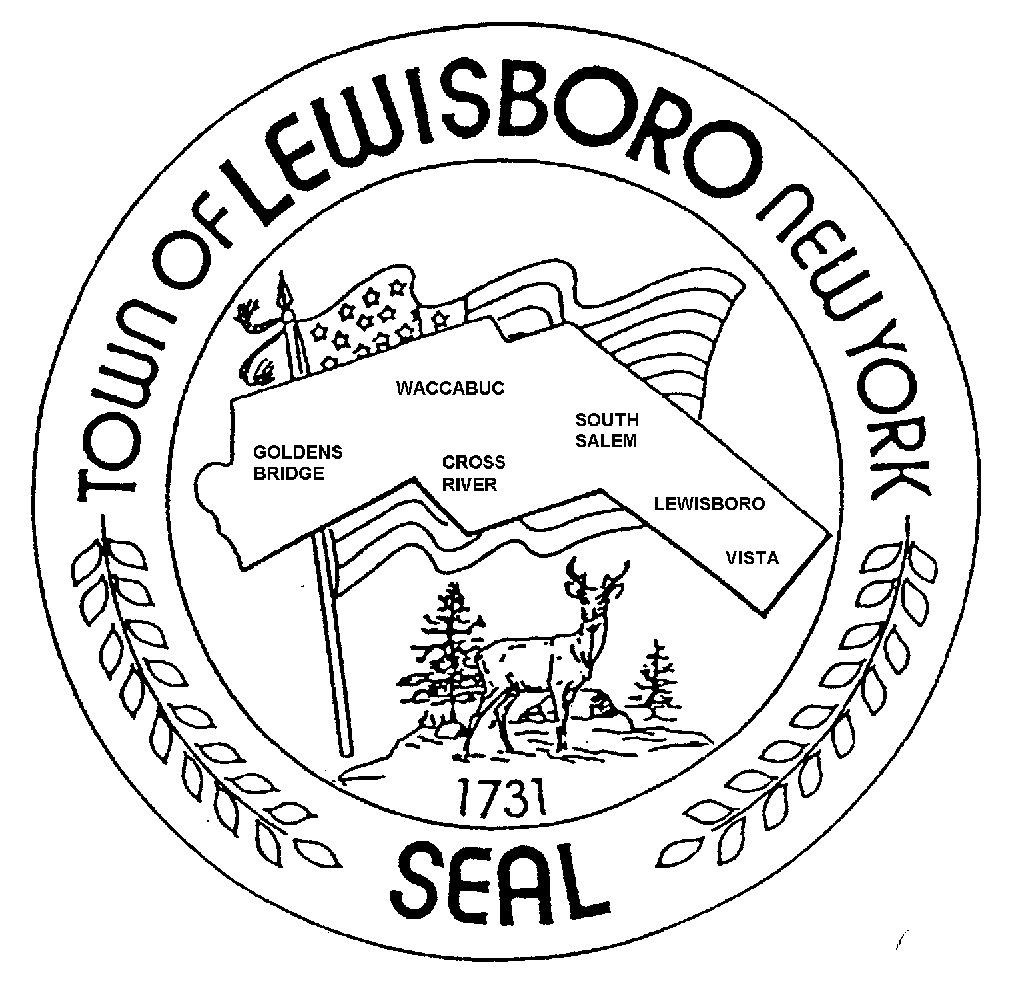 TOWN OF LEWISBORO NEW YORK
WACCABUC
SOUTH
SALEM
GOLDENS
BRIDGE
CROSS
RIVER
LEWISBORO
VISTA
1731
SEAL